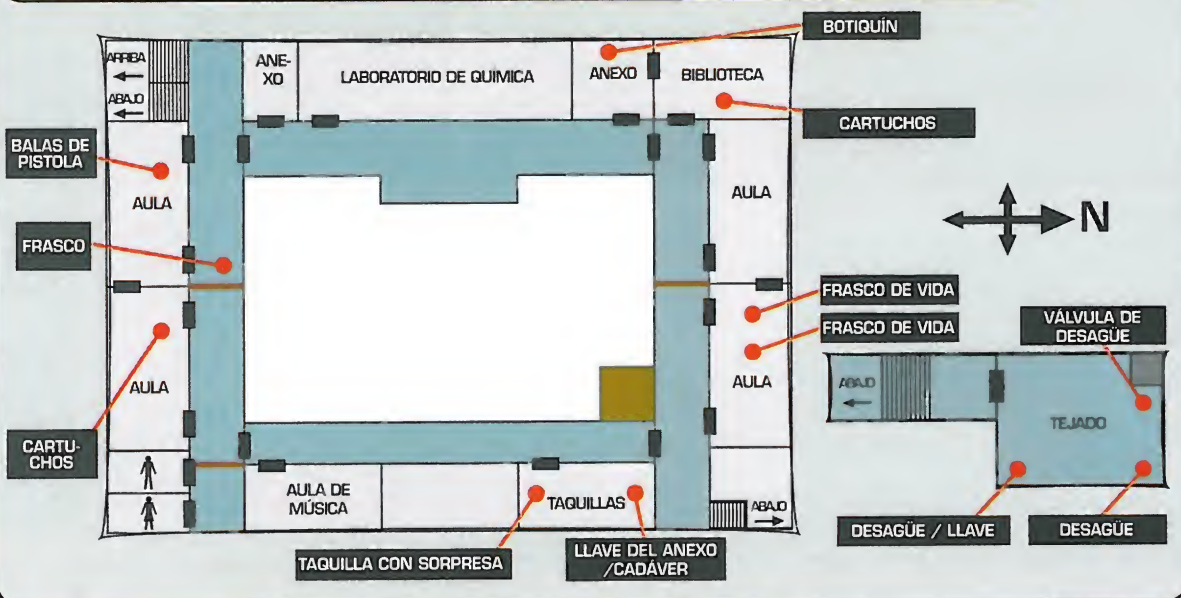 BOTIQUÍN
ARRIBA
ABAJO
ANE-
XO
LABORATORIO DE QUÍMICA
ANEXO
BIBLIOTECA
CARTUCHOS
BALAS DE
PISTOLA
AULA
AULA
FRASCO
N
FRASCO DE VIDA
FRASCO DE VIDA
VÁLVULA DE
DESAGÜE
AULA
AULA
ABAJO
TEJADO
CARTU-
CHOS
AULA DE
MÚSICA
TAQUILLAS
ABAJO
DESAGÜE / LLAVE
DESAGÜE
TAQUILLA CON SORPRESA
LLAVE DEL ANEXO
/CADÁVER